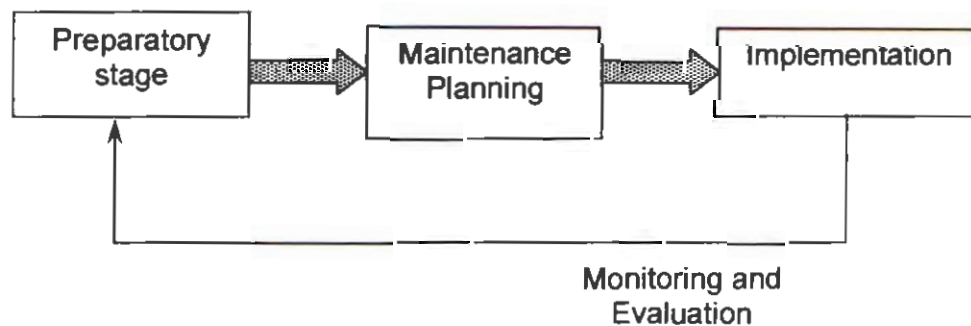 Preparatory
stage
Maintenance
Planning
Implementation
Monitoring and
Evaluation